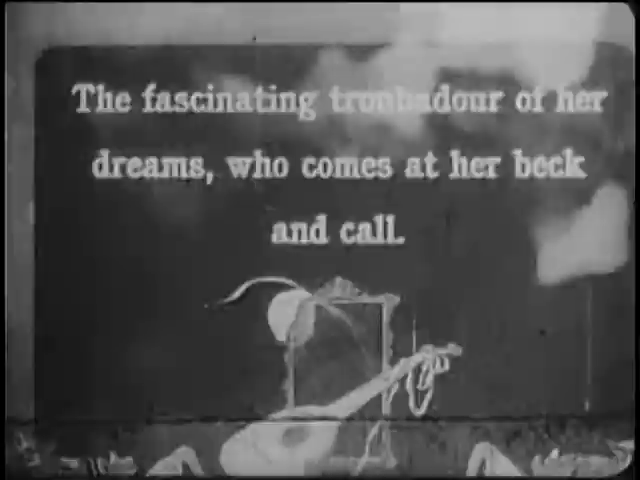 The fascinating troubadour of her
dreams, who comes at her beck
and call.